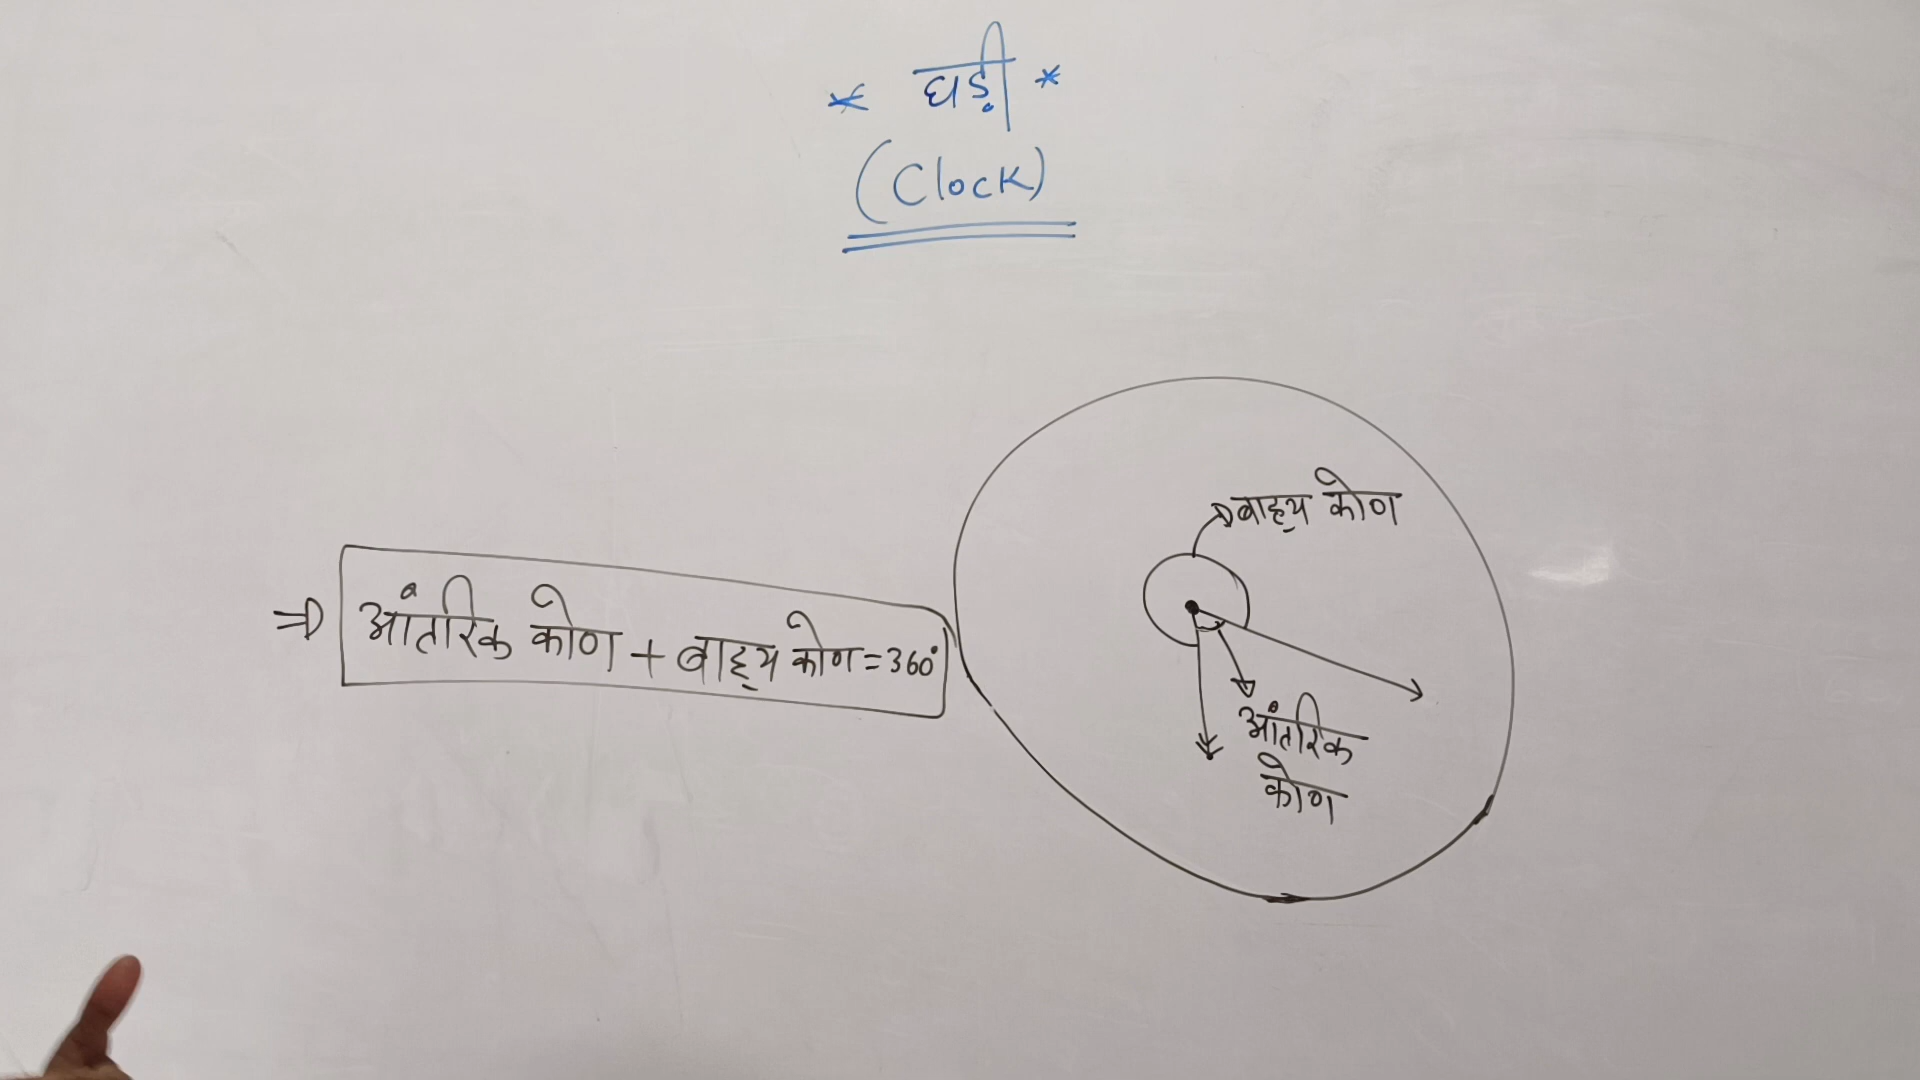 * घड़ी *
(Clock)
बाह्य कोण
⇒ आंतरिक कोण + बाह्य कोण = 360°
आंतरिक
कोण